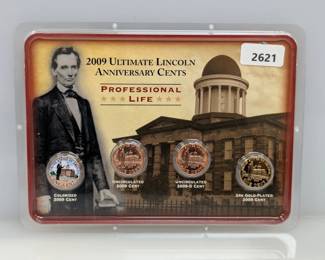 2621
2009 Ultimate Lincoln
Anniversary Cents
Professional
Life
Colorized
2009 Cent
Uncirculated
2009 Cent
Uncirculated
2009-D Cent
24K Gold-Plated
2009 Cent